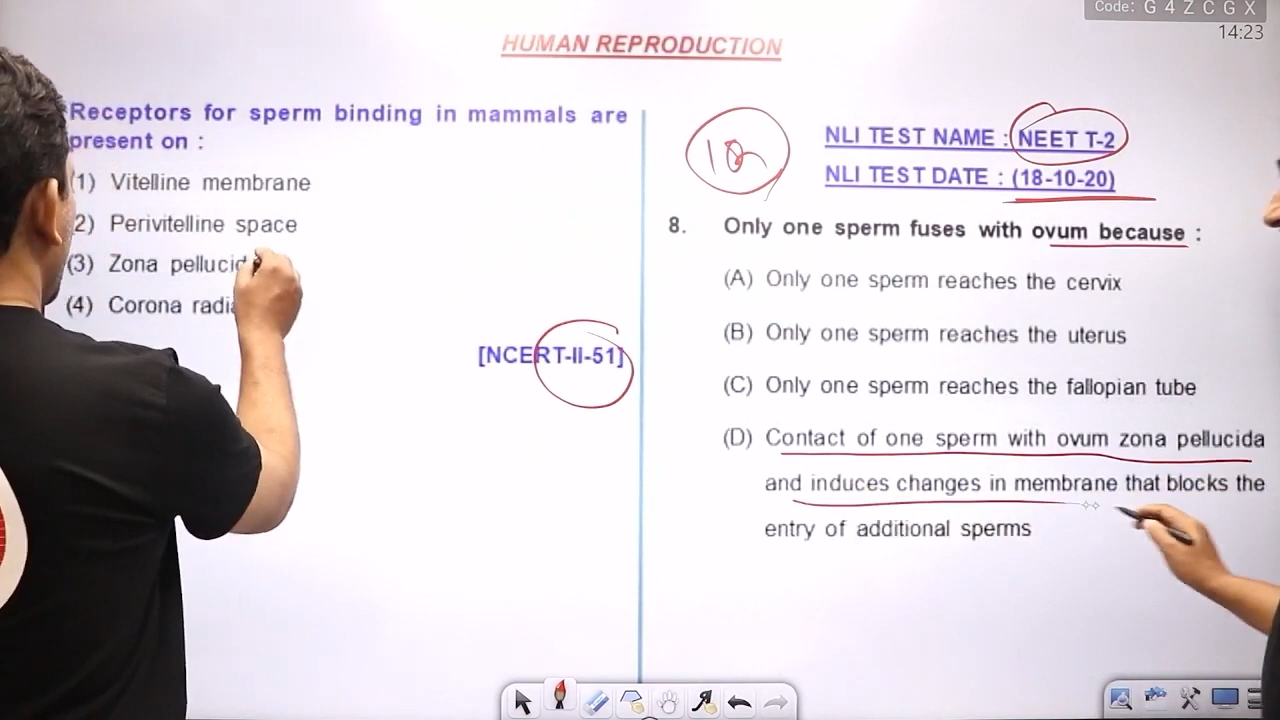 Code: G 4 Z C G X
14:23
HUMAN REPRODUCTION
Receptors for sperm binding in mammals are
present on :
1) Vitelline membrane
2) Perivitelline space
(3) Zona pellucid
(4) Corona radia
[NCERT-II-51]
NLI TEST NAME : NEET T-2
NLI TEST DATE : (18-10-20)
8. Only one sperm fuses with ovum because :
(A) Only one sperm reaches the cervix
(B) Only one sperm reaches the uterus
(C) Only one sperm reaches the fallopian tube
(D) Contact of one sperm with ovum zona pellucida
and induces changes in membrane that blocks the
entry of additional sperms